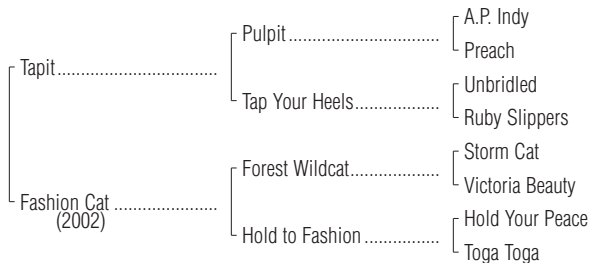 A.P. Indy
Pulpit..................................
Preach
Tapit....................................
Unbridled
Tap Your Heels...................
Ruby Slippers
Storm Cat
Forest Wildcat....................
Victoria Beauty
Fashion Cat .......................
(2002)
Hold Your Peace
Hold to Fashion .................
Toga Toga